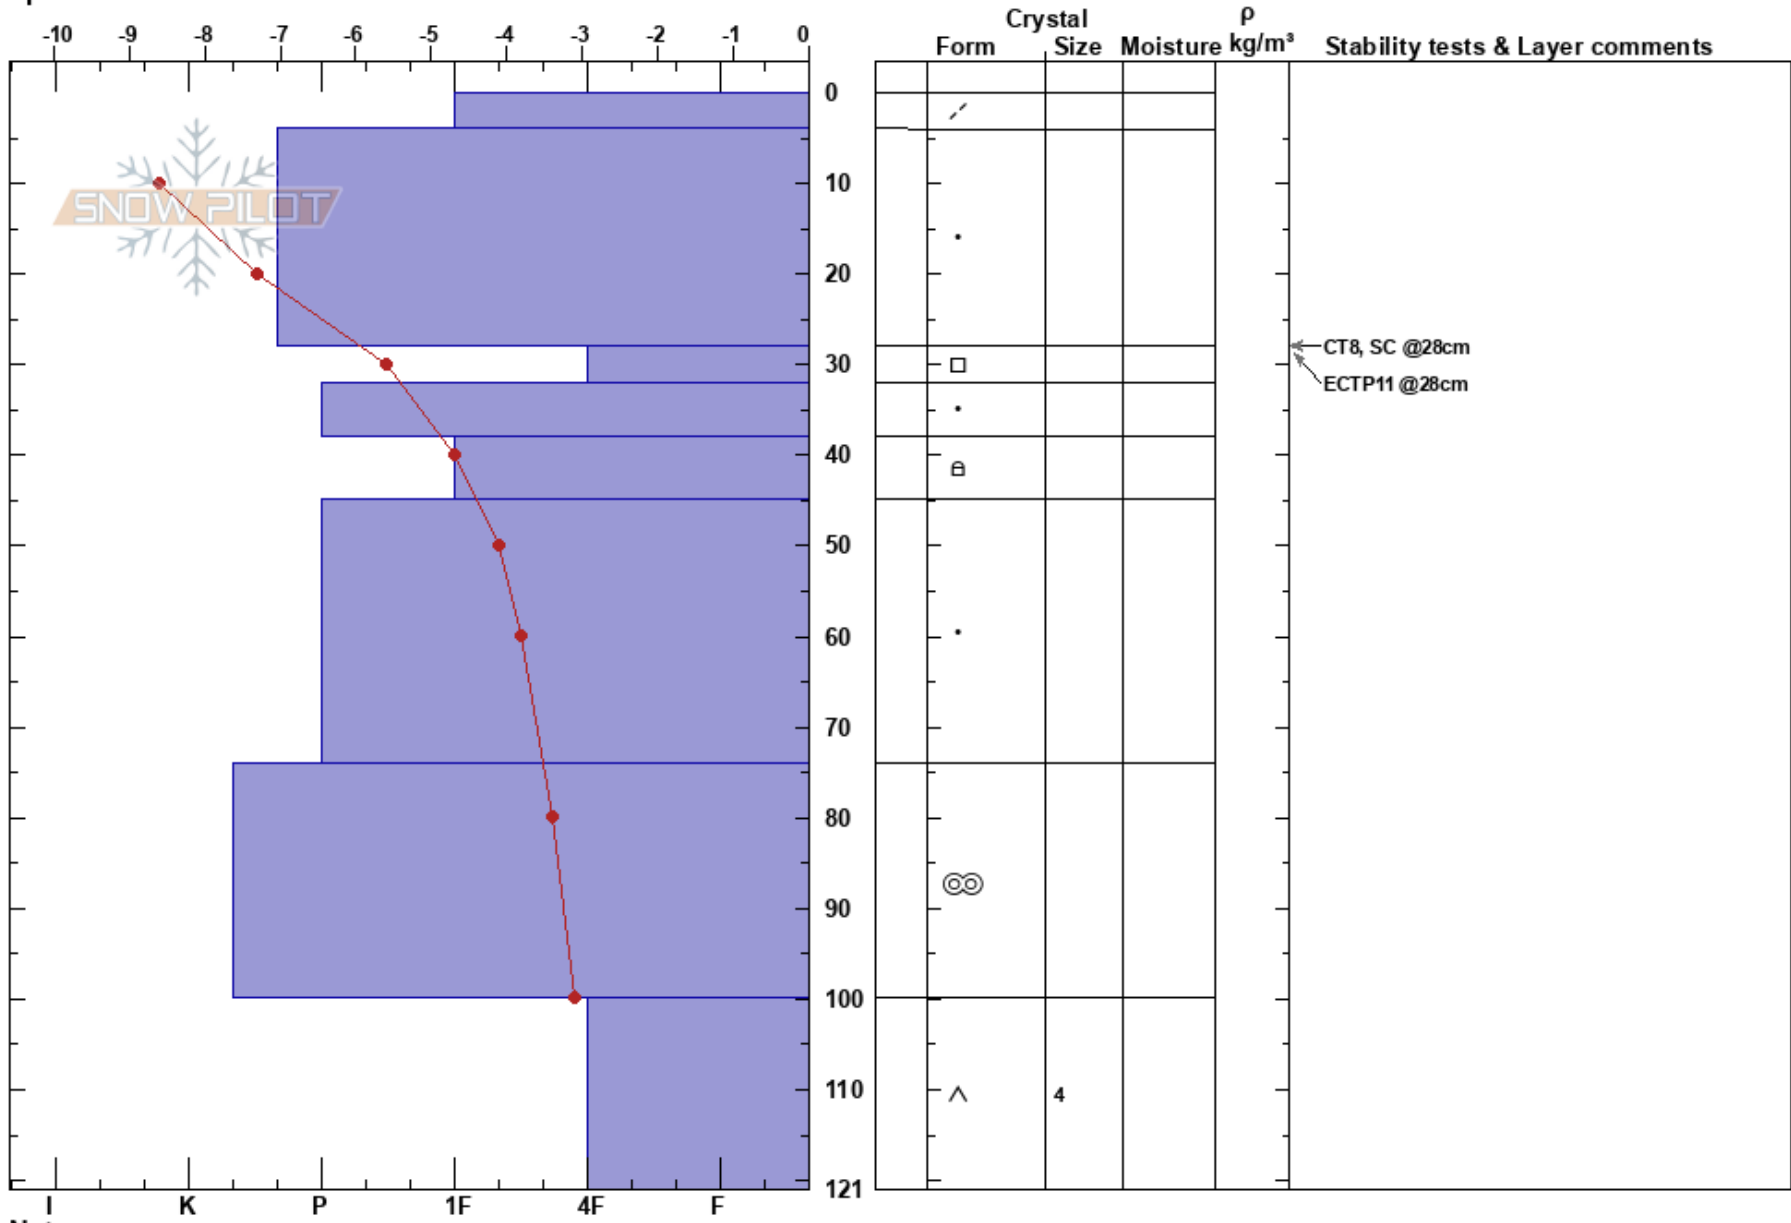 -10 -9 -8 -7 -6 -5 -4 -3 -2 -1 0
Crystal
Form Size Moisture
ρ
kg/m³
Stability tests & Layer comments
SNOW PILOT
0
10
20
30
40
50
60
70
80
90
100
110
121
CT8, SC @28cm
ECTP11 @28cm
4
I K P 1F 4F F